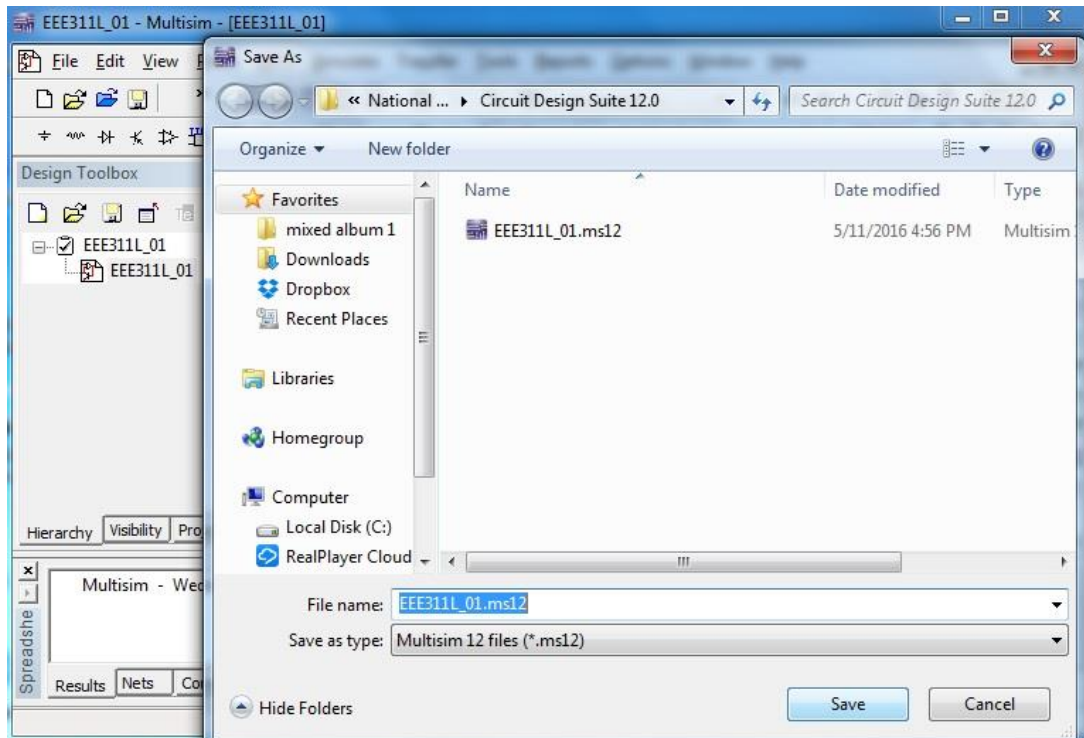 EEE311L_01 - Multisim - [EEE311L_01]
File Edit View
Save As
« National ... Circuit Design Suite 12.0
Search Circuit Design Suite 12.0
Organize New folder
Design Toolbox
EEE311L_01
EEE311L_01
Hierarchy Visibility
Favorites
mixed album 1
Downloads
Dropbox
Recent Places
Libraries
Homegroup
Computer
Local Disk (C:)
RealPlayer Cloud
Name Date modified Type
EEE311L_01.ms12 5/11/2016 4:56 PM Multisim
Multisim - Wed
File name: EEE311L_01.ms12
Save as type: Multisim 12 files (*.ms12)
Spreadshe
Results Nets
Hide Folders
Save Cancel